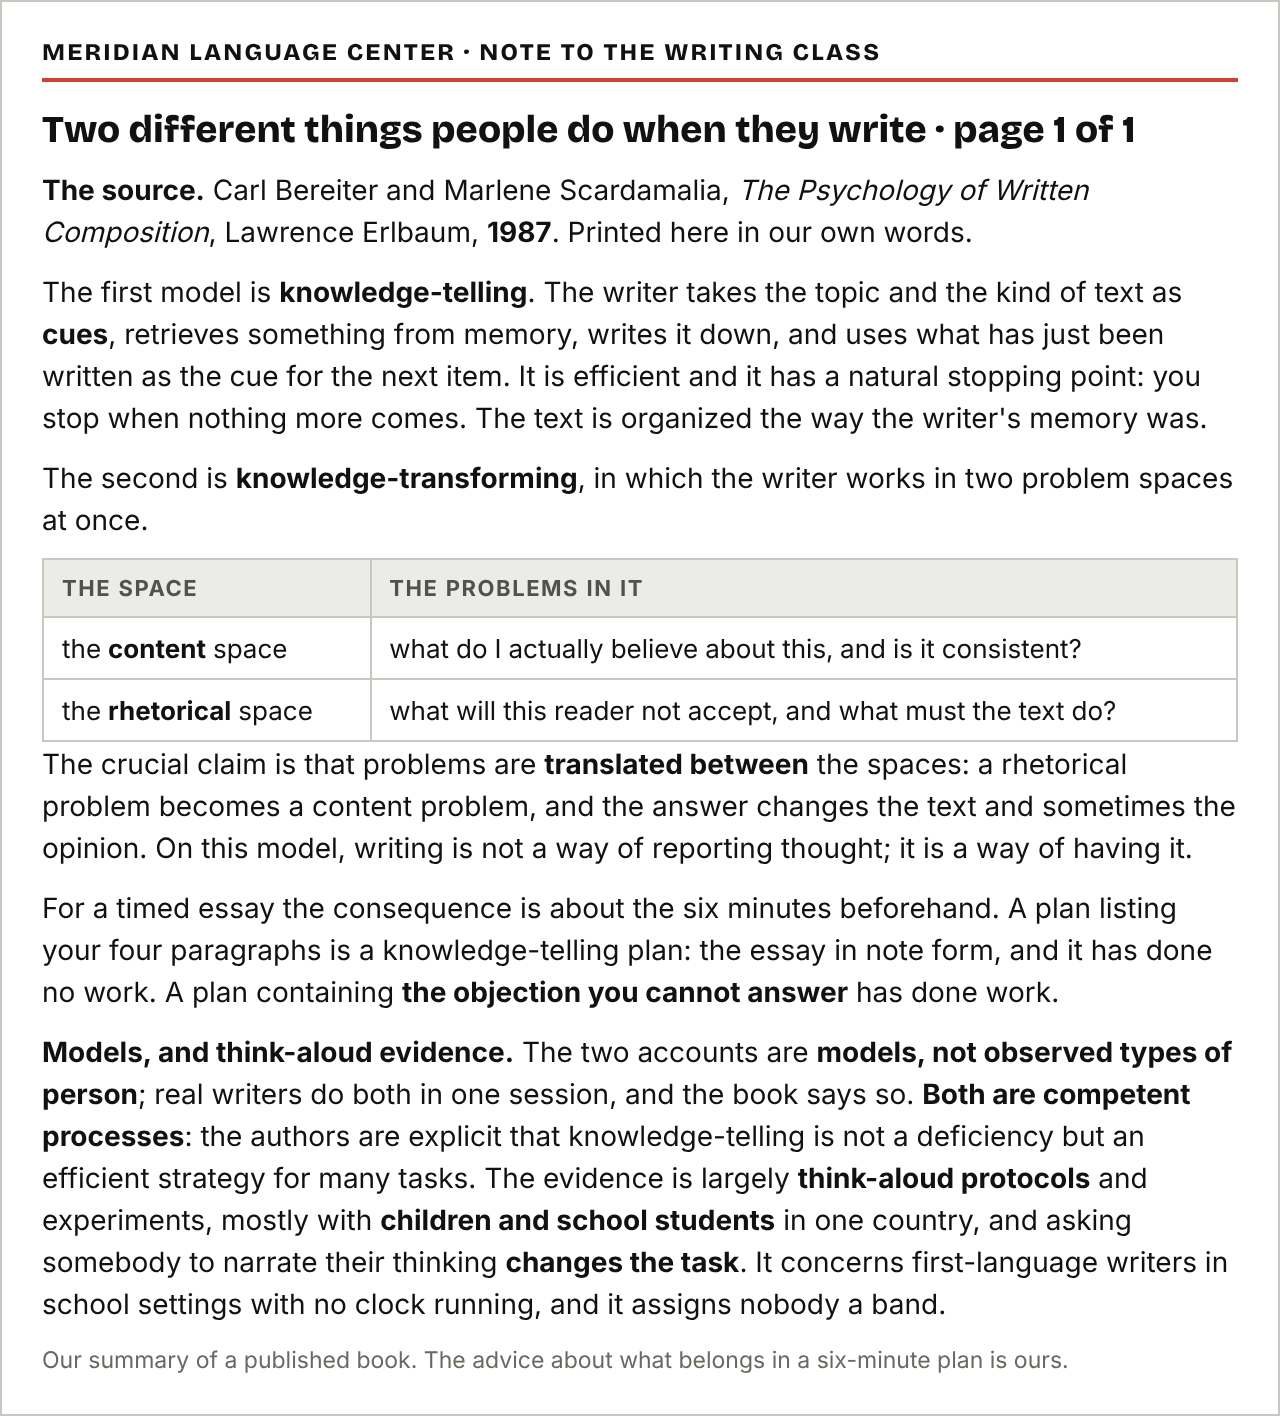 MERIDIAN LANGUAGE CENTER · NOTE TO THE WRITING CLASS
Two different things people do when they write · page 1 of 1
The source. Carl Bereiter and Marlene Scardamalia, The Psychology of Written
Composition, Lawrence Erlbaum, 1987. Printed here in our own words.
The first model is knowledge-telling. The writer takes the topic and the kind of text as
cues, retrieves something from memory, writes it down, and uses what has just been
written as the cue for the next item. It is efficient and it has a natural stopping point: you
stop when nothing more comes. The text is organized the way the writer's memory was.
The second is knowledge-transforming, in which the writer works in two problem spaces
at once.
THE SPACE THE PROBLEMS IN IT
the content space what do I actually believe about this, and is it consistent?
the rhetorical space what will this reader not accept, and what must the text do?
The crucial claim is that problems are translated between the spaces: a rhetorical
problem becomes a content problem, and the answer changes the text and sometimes the
opinion. On this model, writing is not a way of reporting thought; it is a way of having it.
For a timed essay the consequence is about the six minutes beforehand. A plan listing
your four paragraphs is a knowledge-telling plan: the essay in note form, and it has done
no work. A plan containing the objection you cannot answer has done work.
Models, and think-aloud evidence. The two accounts are models, not observed types of
person; real writers do both in one session, and the book says so. Both are competent
processes: the authors are explicit that knowledge-telling is not a deficiency but an
efficient strategy for many tasks. The evidence is largely think-aloud protocols and
experiments, mostly with children and school students in one country, and asking
somebody to narrate their thinking changes the task. It concerns first-language writers in
school settings with no clock running, and it assigns nobody a band.
Our summary of a published book. The advice about what belongs in a six-minute plan is ours.